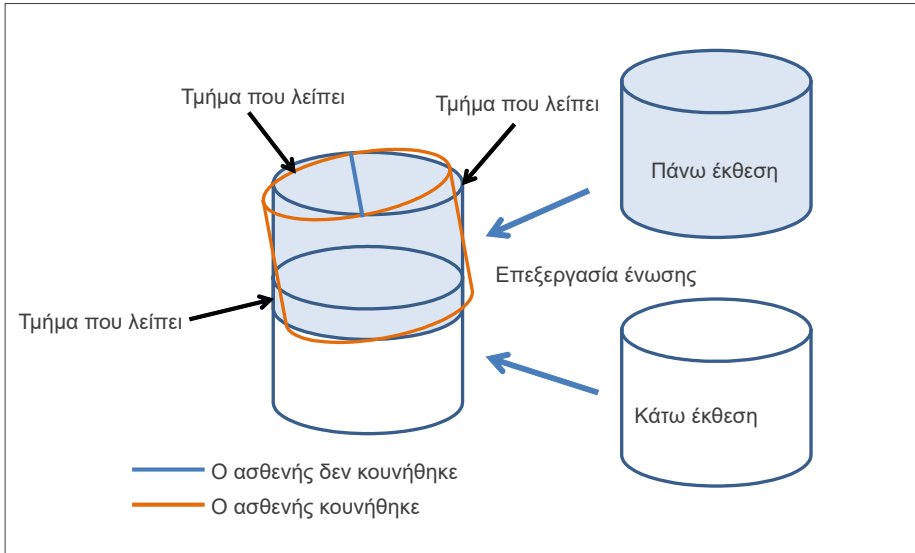 Τμήμα που λείπει
Τμήμα που λείπει
Πάνω έκθεση
Επεξεργασία ένωσης
Τμήμα που λείπει
Κάτω έκθεση
Ο ασθενής δεν κουνήθηκε
Ο ασθενής κουνήθηκε